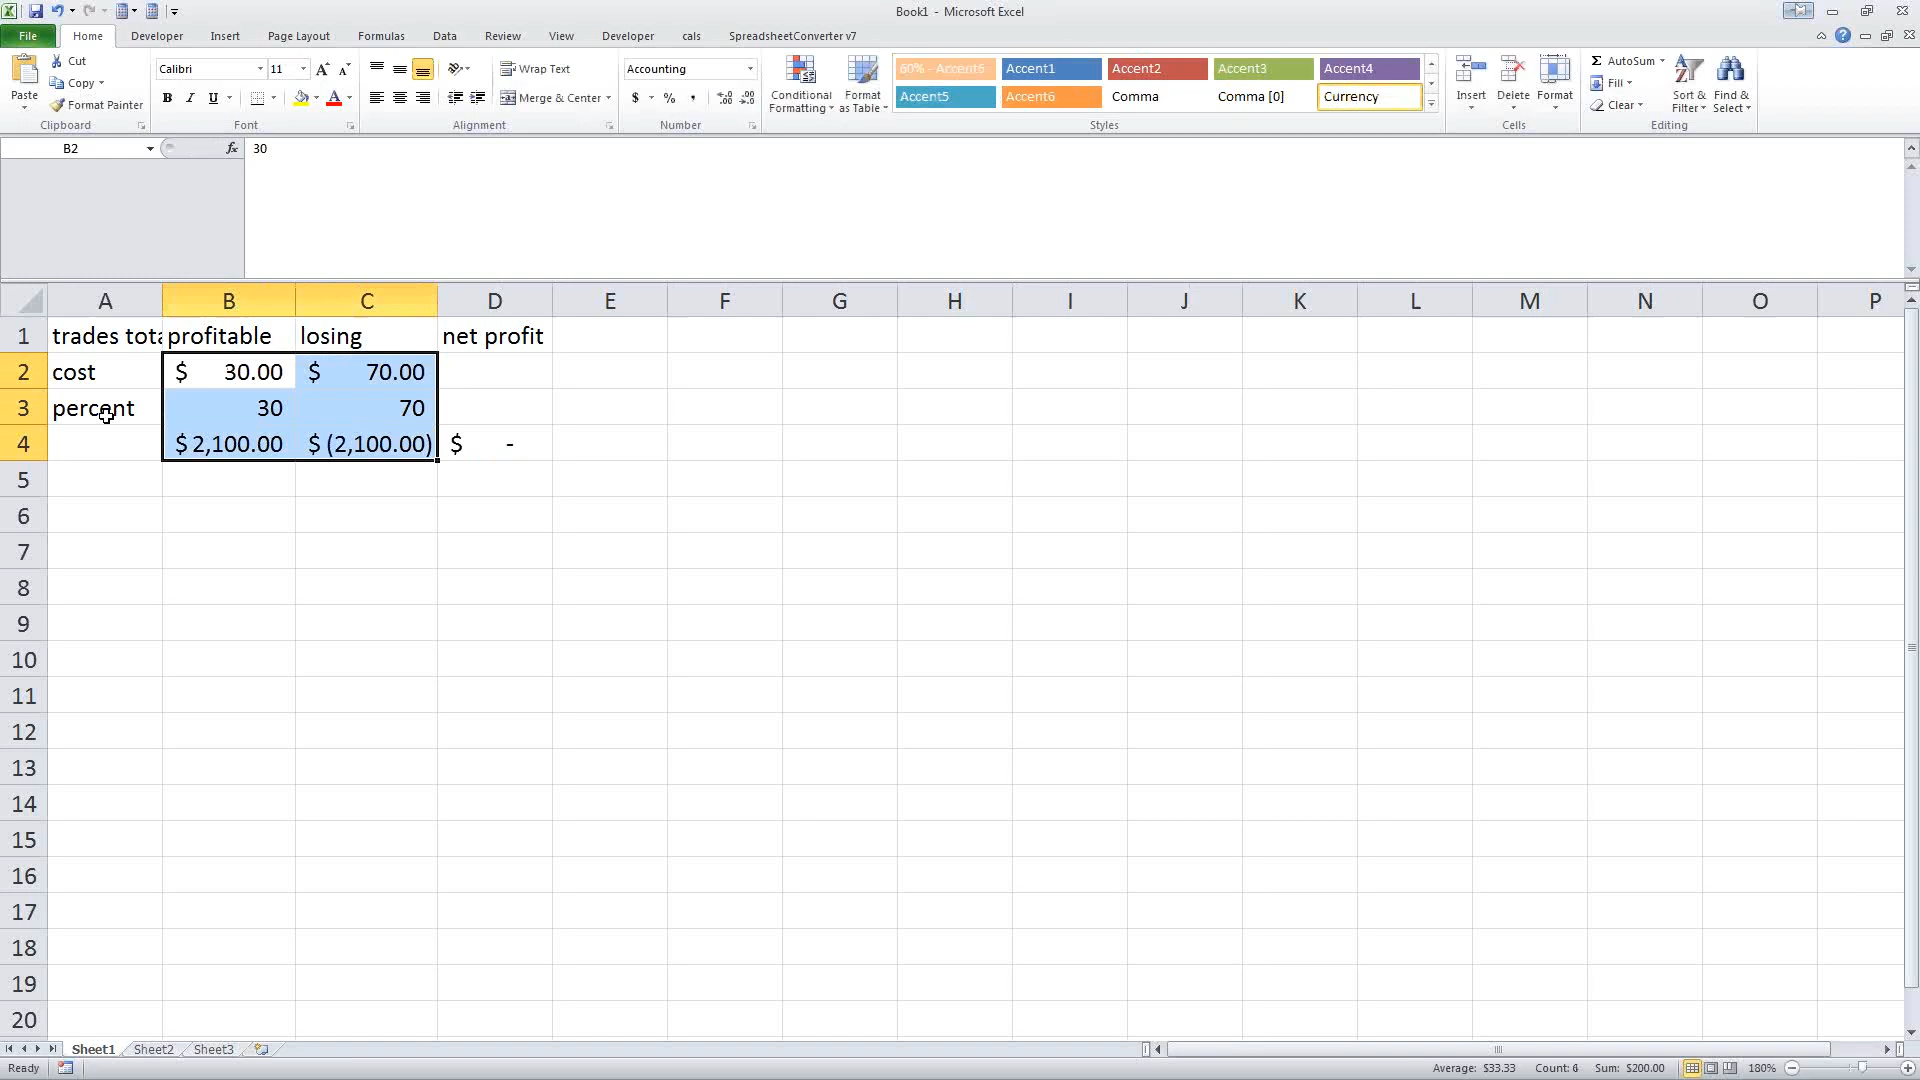 Book1 - Microsoft Excel
File Home Developer Insert Page Layout Formulas Data Review View Developer cals SpreadsheetConverter v7
Paste Cut Copy Format Painter Clipboard
Calibri 11 B I U A A A Font
Wrap Text Merge & Center Alignment
Accounting $ % , Number
Conditional Formatting Format as Table
60% - Accent6 Accent1 Accent2 Accent3 Accent4
Accent5 Accent6 Comma Comma [0] Currency
Styles
Insert Delete Format Cells
Σ AutoSum Fill Clear Sort & Filter Find & Select Editing
B2 fx 30
A B C D E F G H I J K L M N O P
1 trades tota profitable losing net profit
2 cost $ 30.00 $ 70.00
3 percent 30 70
4 $ 2,100.00 $ (2,100.00) $ -
5
6
7
8
9
10
11
12
13
14
15
16
17
18
19
20
Sheet1 Sheet2 Sheet3
Ready Average: $33.33 Count: 6 Sum: $200.00 180%